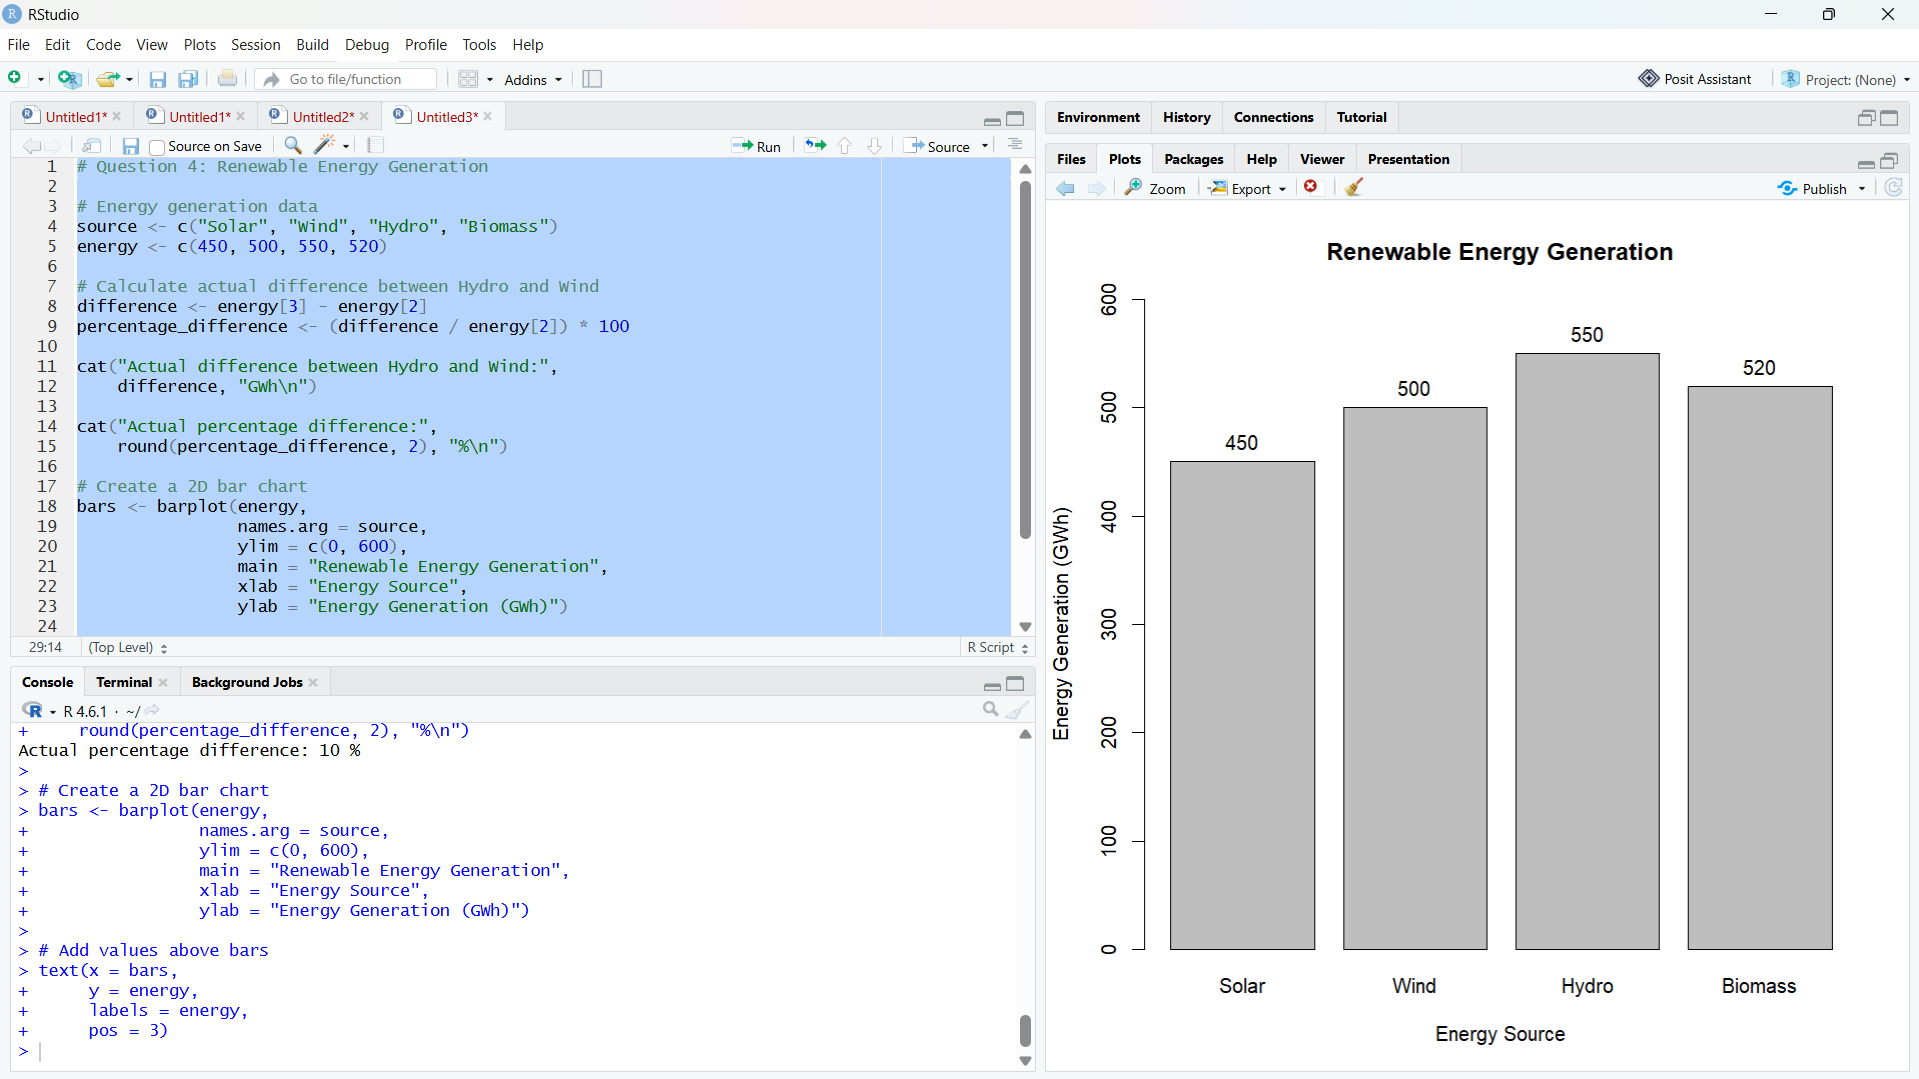 RStudio
File Edit Code View Plots Session Build Debug Profile Tools Help
Go to file/function Addins Posit Assistant Project: (None)
Untitled1* Untitled1* Untitled2* Untitled3*
Source on Save Run Source
1 # Question 4: Renewable Energy Generation
2
3 # Energy generation data
4 source <- c("Solar", "Wind", "Hydro", "Biomass")
5 energy <- c(450, 500, 550, 520)
6
7 # Calculate actual difference between Hydro and Wind
8 difference <- energy[3] - energy[2]
9 percentage_difference <- (difference / energy[2]) * 100
10
11 cat("Actual difference between Hydro and Wind:",
12     difference, "GWh\n")
13
14 cat("Actual percentage difference:",
15     round(percentage_difference, 2), "%\n")
16
17 # Create a 2D bar chart
18 bars <- barplot(energy,
19                 names.arg = source,
20                 ylim = c(0, 600),
21                 main = "Renewable Energy Generation",
22                 xlab = "Energy Source",
23                 ylab = "Energy Generation (GWh)")
24
29:14 (Top Level) R Script
Console Terminal Background Jobs
R R 4.6.1 · ~/
+     round(percentage_difference, 2), "%\n")
Actual percentage difference: 10 %
>
> # Create a 2D bar chart
> bars <- barplot(energy,
+                 names.arg = source,
+                 ylim = c(0, 600),
+                 main = "Renewable Energy Generation",
+                 xlab = "Energy Source",
+                 ylab = "Energy Generation (GWh)")
>
> # Add values above bars
> text(x = bars,
+      y = energy,
+      labels = energy,
+      pos = 3)
>
Environment History Connections Tutorial
Files Plots Packages Help Viewer Presentation
Zoom Export Publish
Renewable Energy Generation
Energy Generation (GWh)
600
500
400
300
200
100
0
450
500
550
520
Solar Wind Hydro Biomass
Energy Source